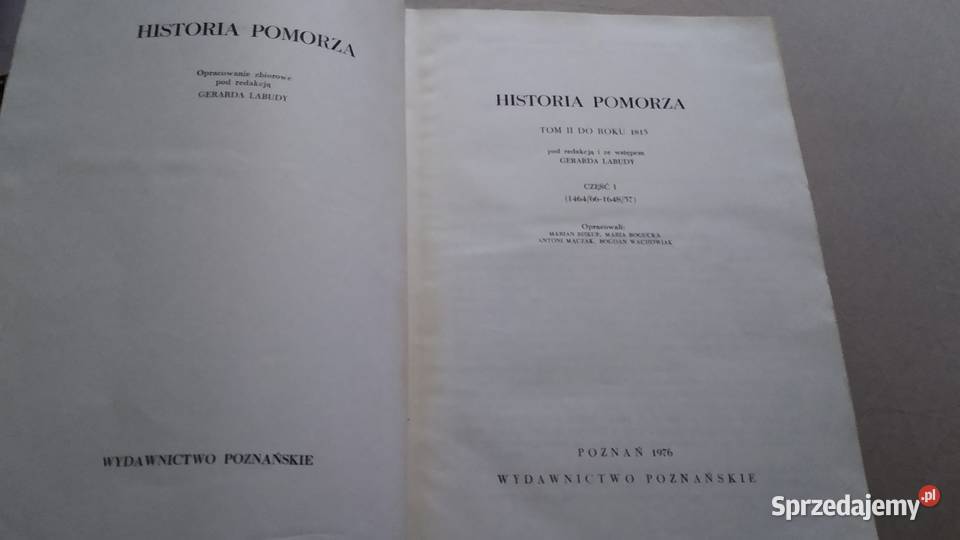 HISTORIA POMORZA
Opracowanie zbiorowe
pod redakcją
GERARDA LABUDY
WYDAWNICTWO POZNAŃSKIE
HISTORIA POMORZA
TOM II DO ROKU 1815
pod redakcją i ze wstępem
GERARDA LABUDY
CZĘŚĆ 1
(1464/66-1648/57)
Opracowali:
MARIAN BISKUP, MARIA BOGUCKA
ANTONI MĄCZAK, BOGDAN WACHOWIAK
POZNAŃ 1976
WYDAWNICTWO POZNAŃSKIE
Sprzedajemy.pl